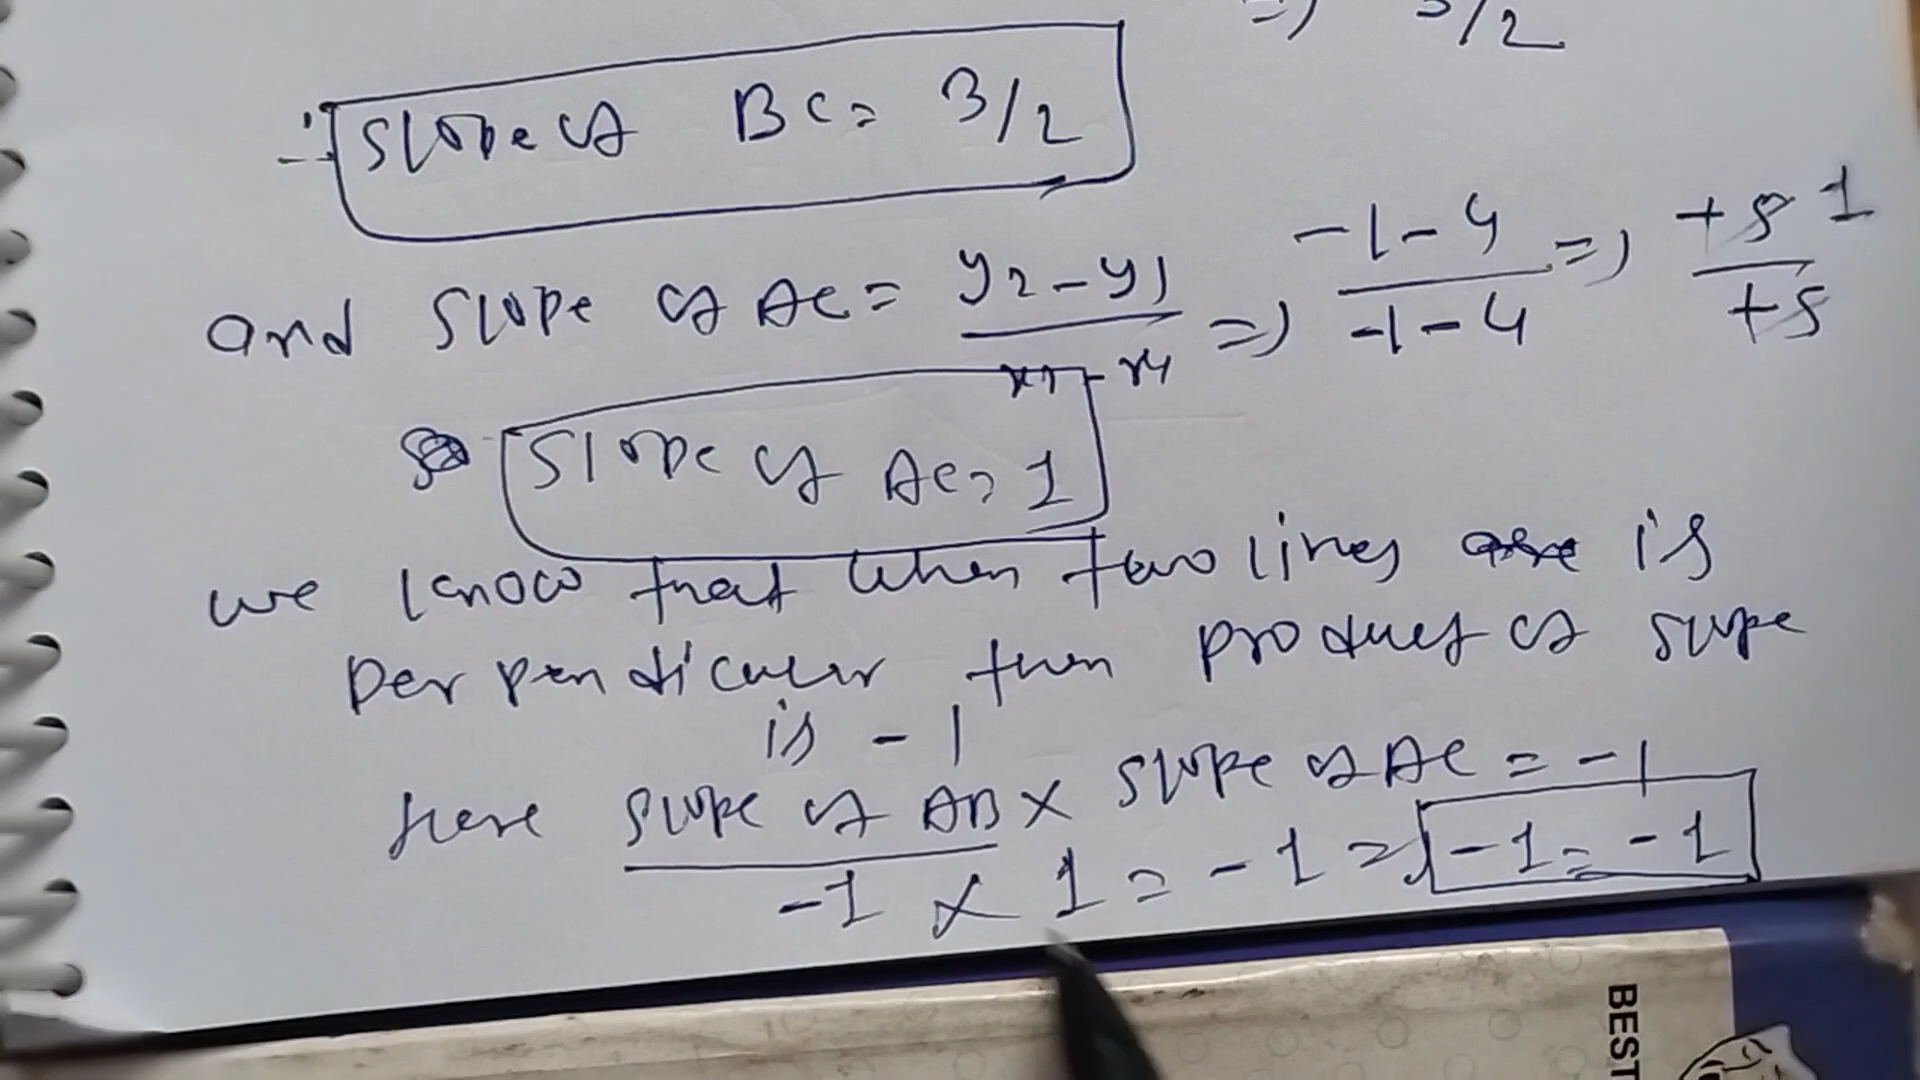 =) 3/2
∴ Slope of BC = 3/2
and slope of AC = y2-y1 / x2-x1 => -1-4 / -1-4 => +5 / +5 1
Slope of AC = 1
we know that when two lines is
perpendicular then product of slope
is -1
here slope of AB × slope of AC = -1
-1 × 1 = -1 => -1 = -1
BEST